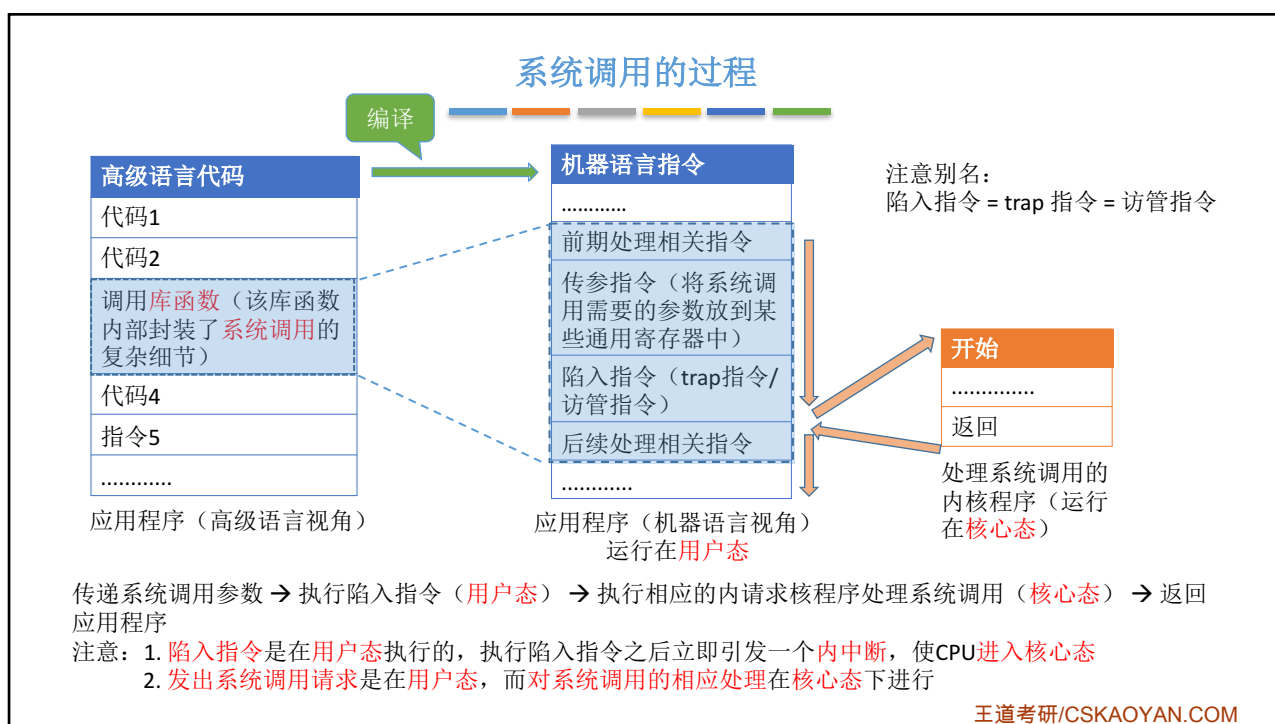 系统调用的过程
编译
高级语言代码
代码1
代码2
调用库函数（该库函数
内部封装了系统调用的
复杂细节）
代码4
指令5
............
应用程序（高级语言视角）
机器语言指令
...........
前期处理相关指令
传参指令（将系统调
用需要的参数放到某
些通用寄存器中）
陷入指令（trap指令/
访管指令）
后续处理相关指令
............
应用程序（机器语言视角）
运行在用户态
注意别名：
陷入指令 = trap 指令 = 访管指令
开始
..............
返回
处理系统调用的
内核程序（运行
在核心态）
传递系统调用参数 → 执行陷入指令（用户态） → 执行相应的内请求核程序处理系统调用（核心态） → 返回
应用程序
注意：1. 陷入指令是在用户态执行的，执行陷入指令之后立即引发一个内中断，使CPU进入核心态
2. 发出系统调用请求是在用户态，而对系统调用的相应处理在核心态下进行
王道考研/CSKAOYAN.COM